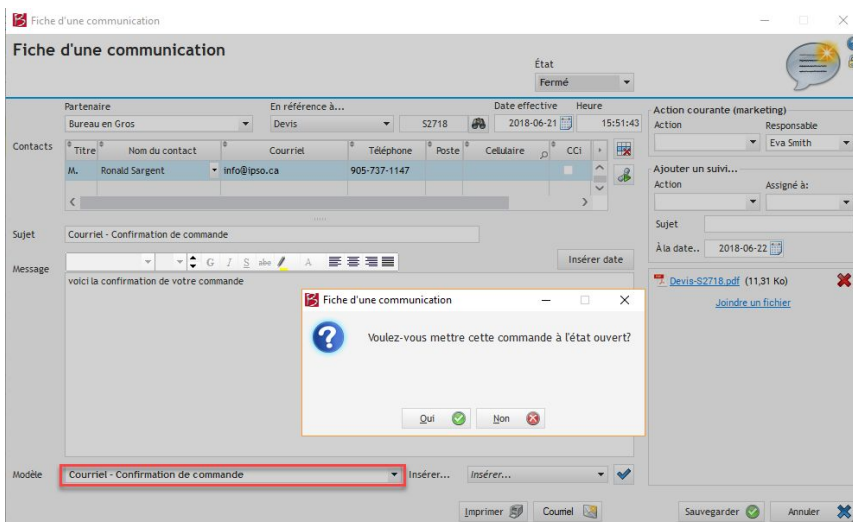 Fiche d'une communication
Fiche d'une communication
État
Fermé
Partenaire
En référence à...
Date effective
Heure
Bureau en Gros
Devis
S2718
2018-06-21
15:51:43
Action courante (marketing)
Action
Responsable
Eva Smith
Contacts
Titre
Nom du contact
Courriel
Téléphone
Poste
Cellulaire
CCi
M.
Ronald Sargent
info@ipso.ca
905-737-1147
Ajouter un suivi...
Action
Assigné à:
Sujet
Courriel - Confirmation de commande
Sujet
À la date..
2018-06-22
Message
G I S abc A
Insérer date
voici la confirmation de votre commande
Devis-S2718.pdf (11,31 Ko)
Joindre un fichier
Fiche d'une communication
Voulez-vous mettre cette commande à l'état ouvert?
Oui
Non
Modèle
Courriel - Confirmation de commande
Insérer...
Insérer...
Imprimer
Courriel
Sauvegarder
Annuler